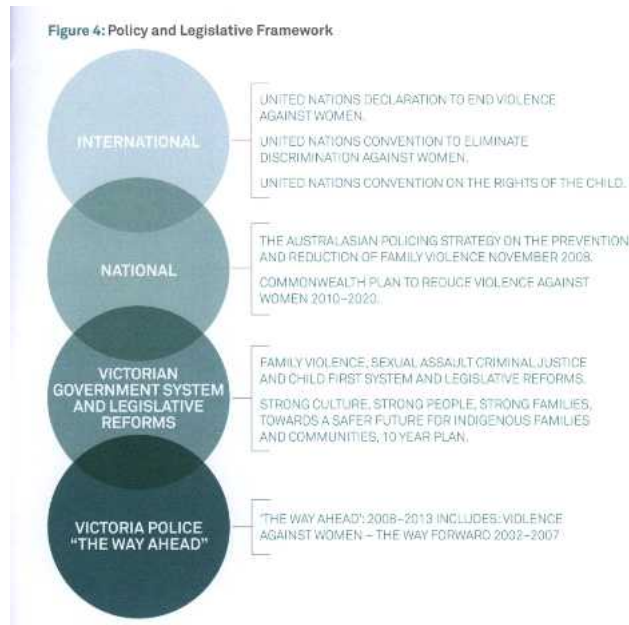 Figure 4: Policy and Legislative Framework
INTERNATIONAL
UNITED NATIONS DECLARATION TO END VIOLENCE
AGAINST WOMEN.
UNITED NATIONS CONVENTION TO ELIMINATE
DISCRIMINATION AGAINST WOMEN.
UNITED NATIONS CONVENTION ON THE RIGHTS OF THE CHILD.
NATIONAL
THE AUSTRALASIAN POLICING STRATEGY ON THE PREVENTION
AND REDUCTION OF FAMILY VIOLENCE NOVEMBER 2008.
COMMONWEALTH PLAN TO REDUCE VIOLENCE AGAINST
WOMEN 2010–2020.
VICTORIAN
GOVERNMENT SYSTEM
AND LEGISLATIVE
REFORMS
FAMILY VIOLENCE, SEXUAL ASSAULT CRIMINAL JUSTICE
AND CHILD FIRST SYSTEM AND LEGISLATIVE REFORMS.
STRONG CULTURE, STRONG PEOPLE, STRONG FAMILIES,
TOWARDS A SAFER FUTURE FOR INDIGENOUS FAMILIES
AND COMMUNITIES, 10 YEAR PLAN.
VICTORIA POLICE
"THE WAY AHEAD"
'THE WAY AHEAD': 2008–2013 INCLUDES: VIOLENCE
AGAINST WOMEN – THE WAY FORWARD 2002–2007